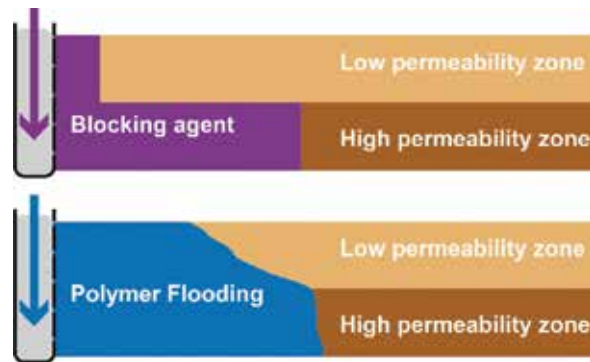 Low permeability zone
Blocking agent
High permeability zone
Low permeability zone
Polymer Flooding
High permeability zone